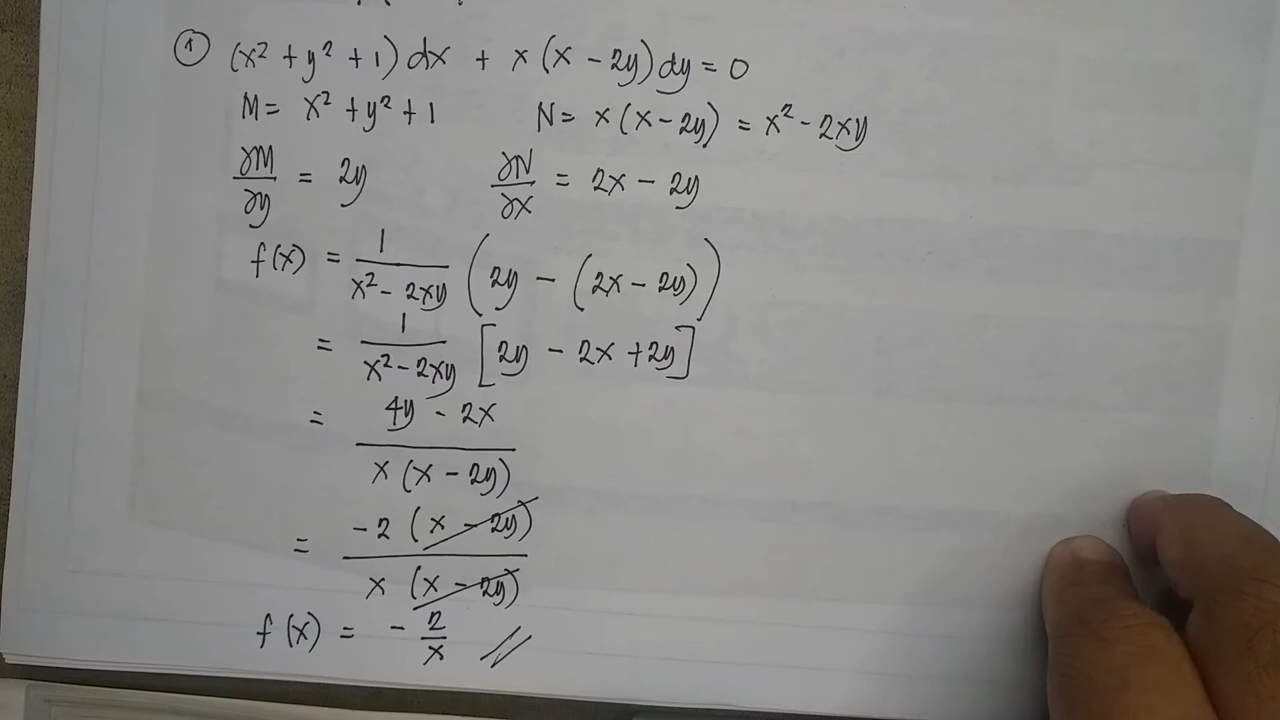 ① (x² + y² + 1) dx + x (x - 2y) dy = 0
M = x² + y² + 1 N = x (x - 2y) = x² - 2xy
∂M/∂y = 2y ∂N/∂x = 2x - 2y
f(x) = 1/(x² - 2xy) (2y - (2x - 2y))
= 1/(x² - 2xy) [2y - 2x + 2y]
= (4y - 2x)/(x (x - 2y))
= -2 (x - 2y)/(x (x - 2y))
f(x) = - 2/x //